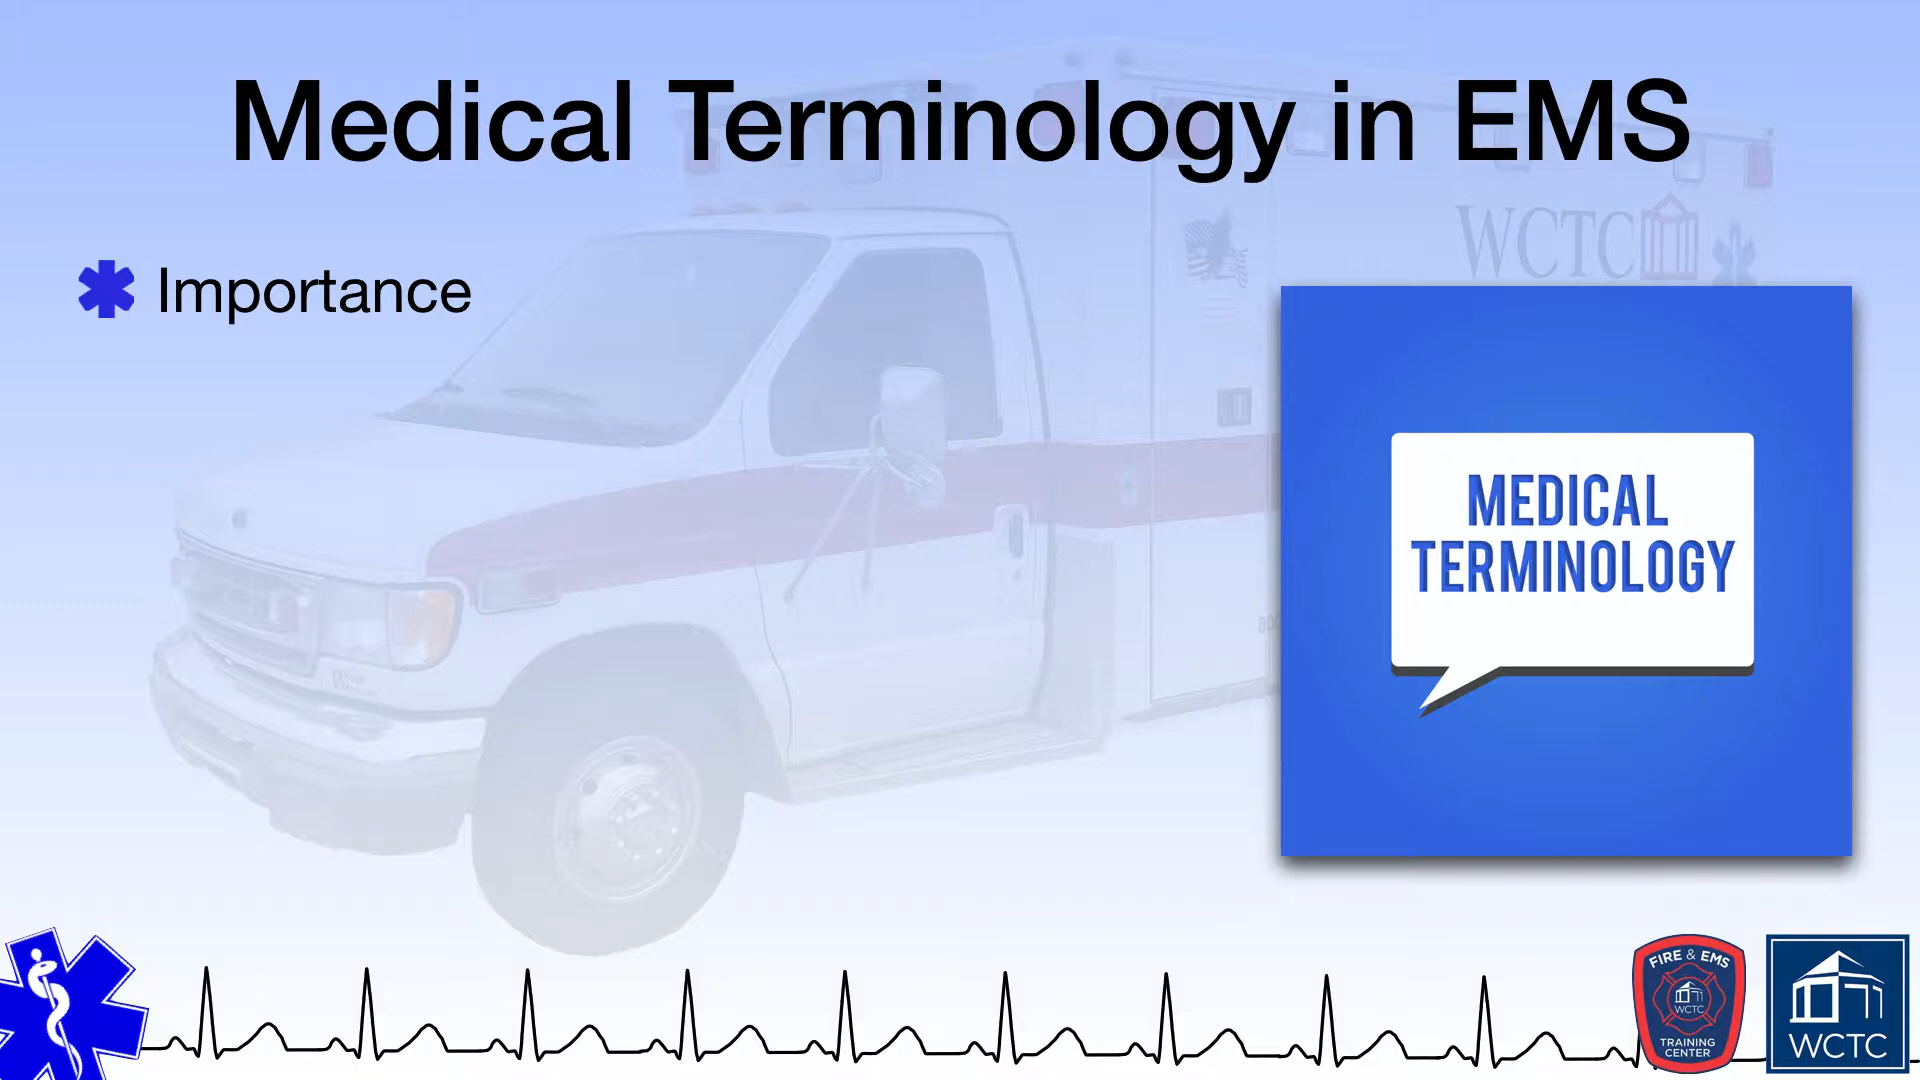 Medical Terminology in EMS
WCTC
Importance
MEDICAL
TERMINOLOGY
FIRE & EMS
WCTC
TRAINING
CENTER
WCTC